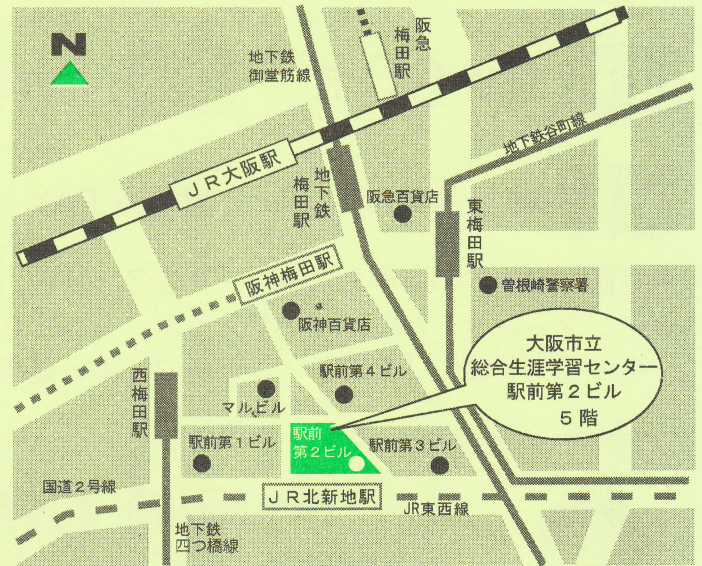 N
阪急
梅田駅
地下鉄
御堂筋線
地下鉄谷町線
JR大阪駅
地下鉄
梅田駅
阪急百貨店
東梅田駅
阪神梅田駅
曽根崎警察署
阪神百貨店
大阪市立
総合生涯学習センター
駅前第2ビル
5階
西梅田駅
駅前第4ビル
マルビル
駅前第1ビル
駅前
第2ビル
駅前第3ビル
国道2号線
JR北新地駅
JR東西線
地下鉄
四つ橋線